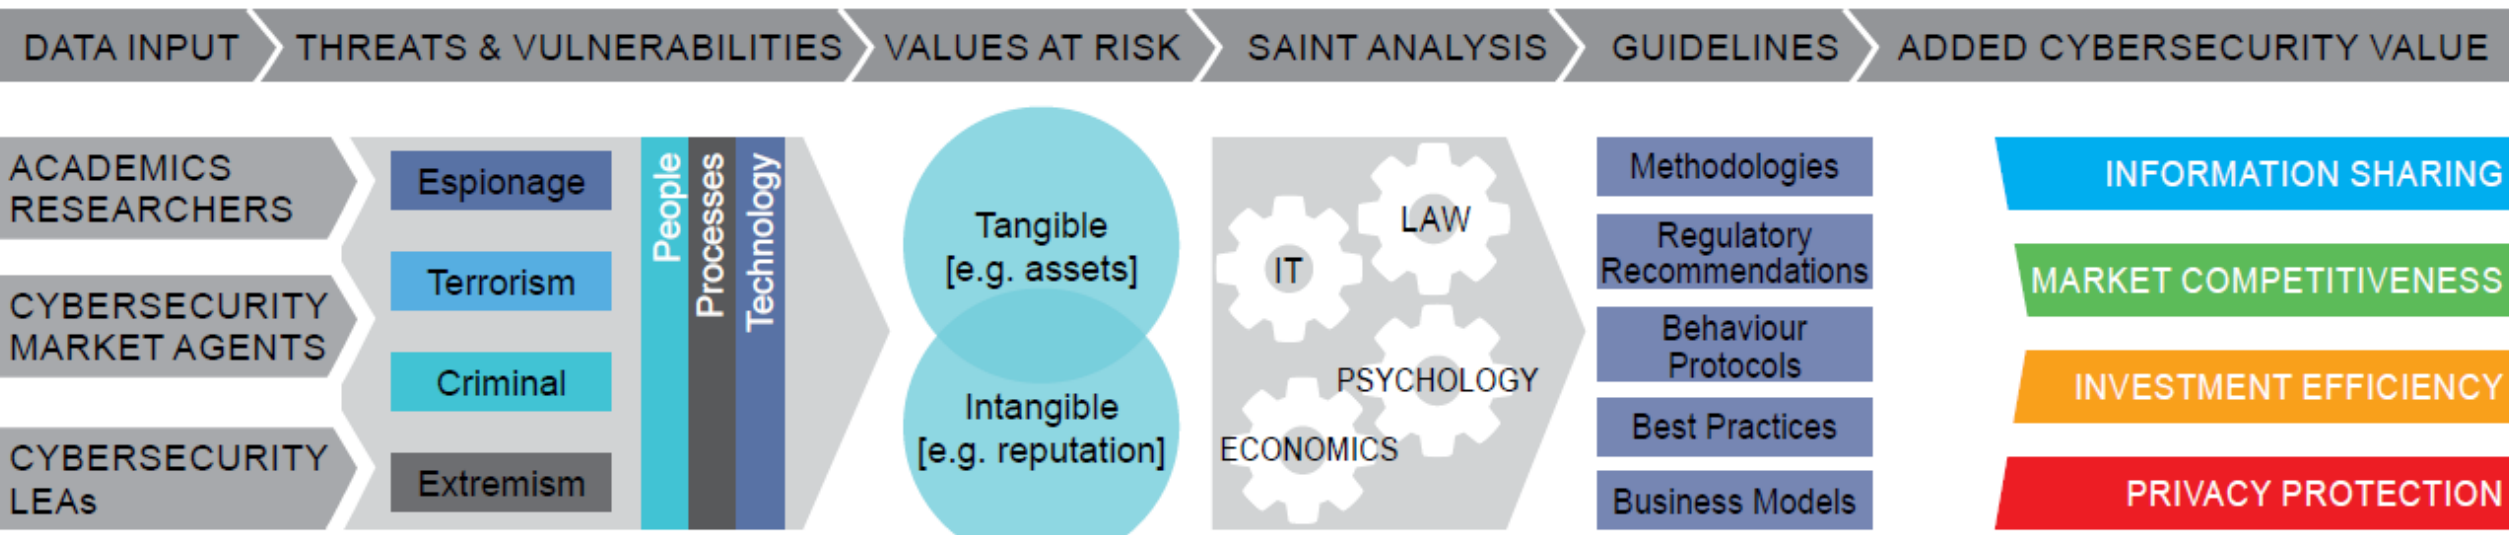 DATA INPUT
THREATS & VULNERABILITIES
VALUES AT RISK
SAINT ANALYSIS
GUIDELINES
ADDED CYBERSECURITY VALUE
ACADEMICS
RESEARCHERS
CYBERSECURITY
MARKET AGENTS
CYBERSECURITY
LEAs
Espionage
Terrorism
Criminal
Extremism
People
Processes
Technology
Tangible
[e.g. assets]
Intangible
[e.g. reputation]
LAW
IT
PSYCHOLOGY
ECONOMICS
Methodologies
Regulatory
Recommendations
Behaviour
Protocols
Best Practices
Business Models
INFORMATION SHARING
MARKET COMPETITIVENESS
INVESTMENT EFFICIENCY
PRIVACY PROTECTION